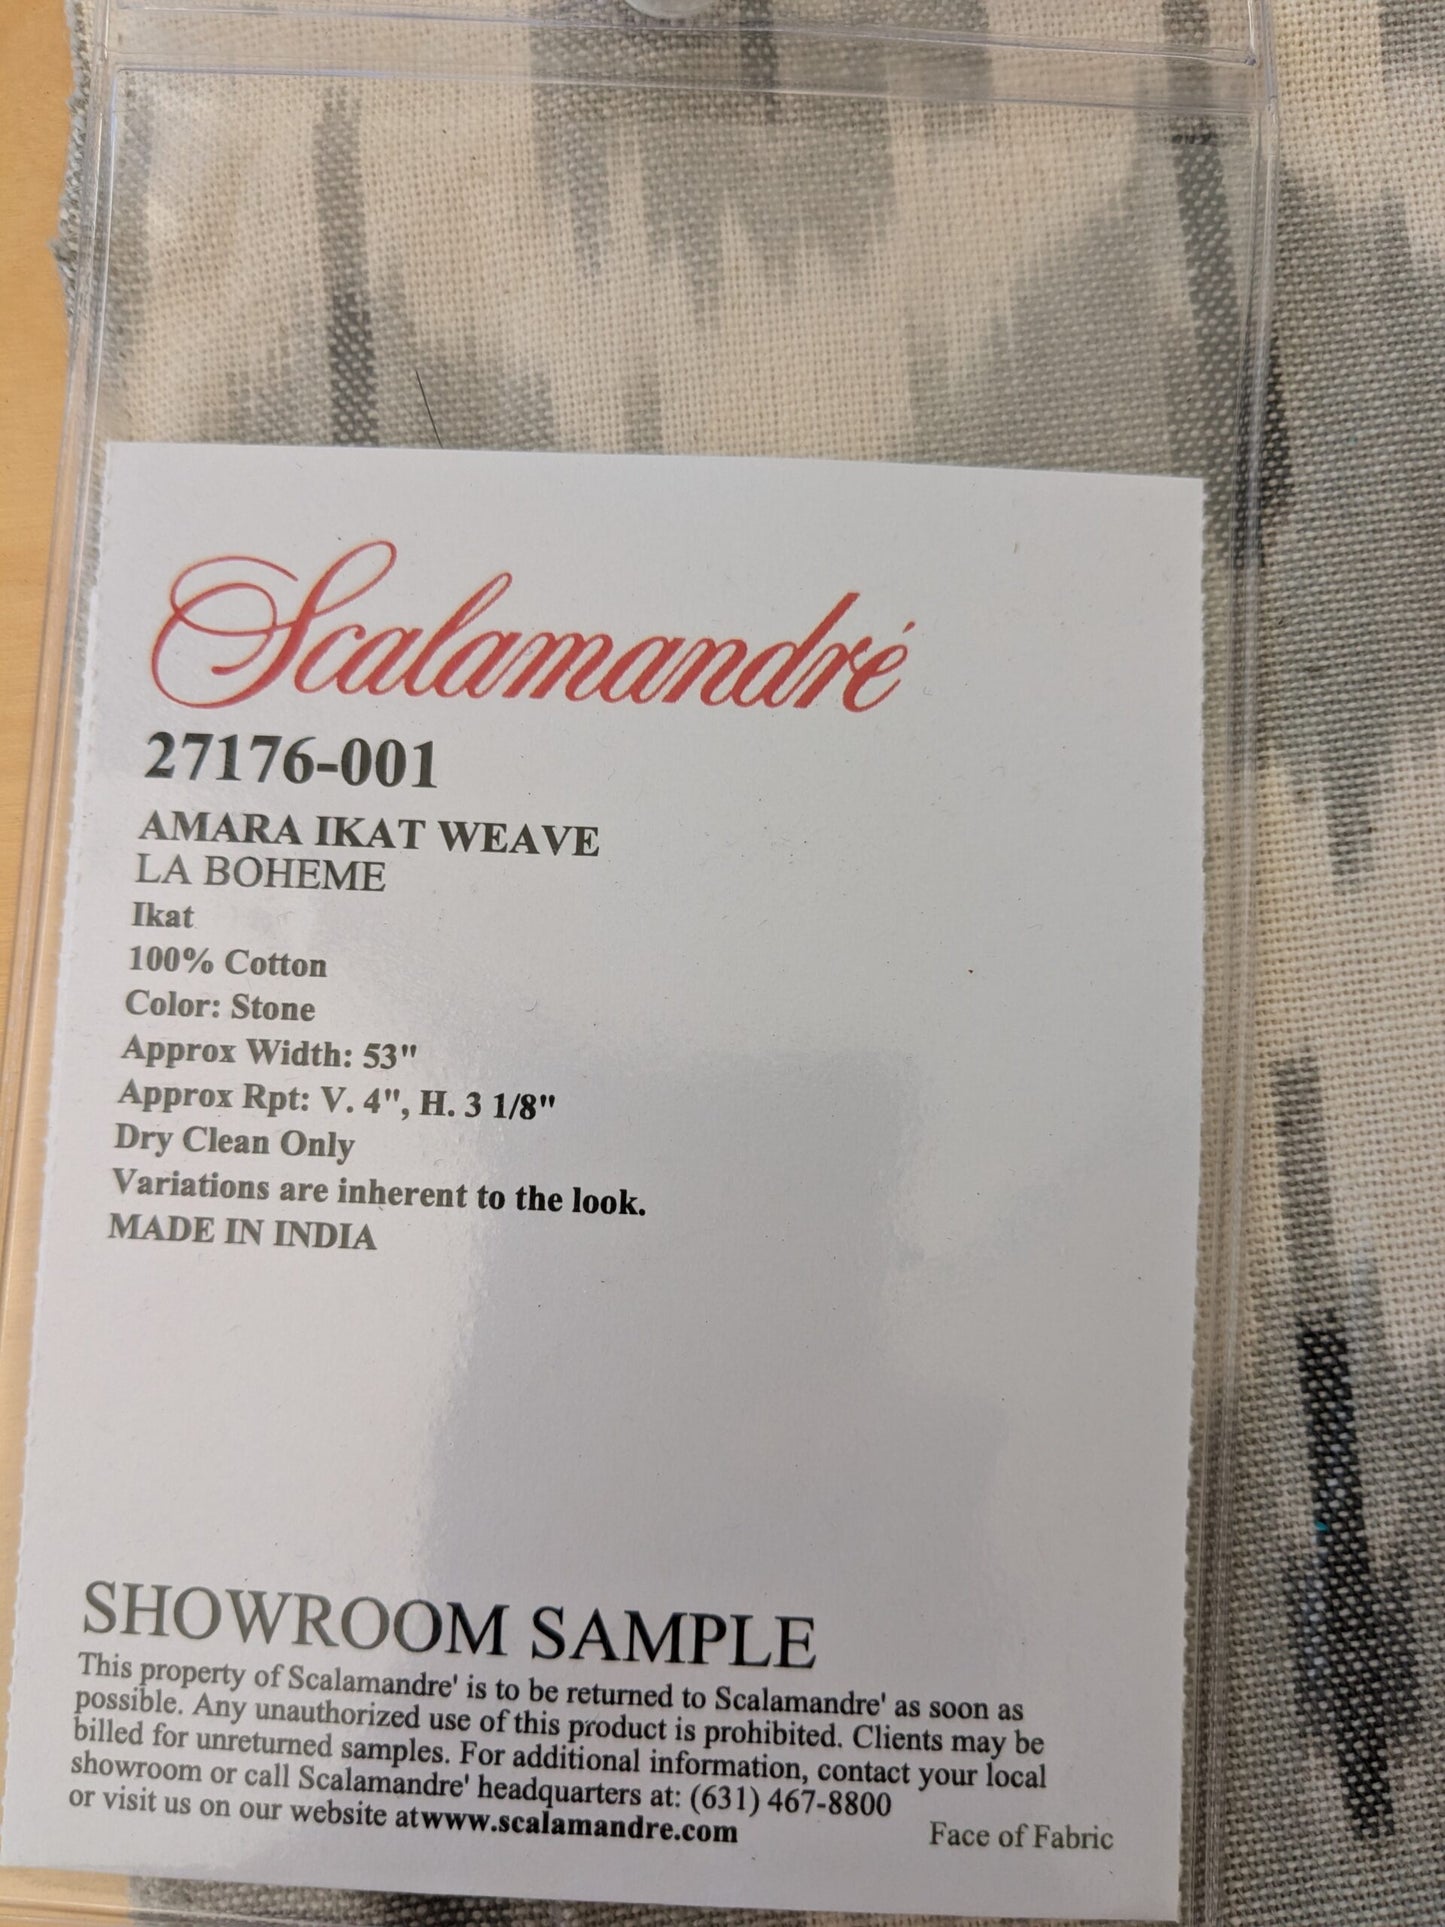 Scalamandré
27176-001
AMARA IKAT WEAVE
LA BOHEME
Ikat
100% Cotton
Color: Stone
Approx Width: 53"
Approx Rpt: V. 4", H. 3 1/8"
Dry Clean Only
Variations are inherent to the look.
MADE IN INDIA
SHOWROOM SAMPLE
This property of Scalamandre' is to be returned to Scalamandre' as soon as
possible. Any unauthorized use of this product is prohibited. Clients may be
billed for unreturned samples. For additional information, contact your local
showroom or call Scalamandre' headquarters at: (631) 467-8800
or visit us on our website atwww.scalamandre.com
Face of Fabric